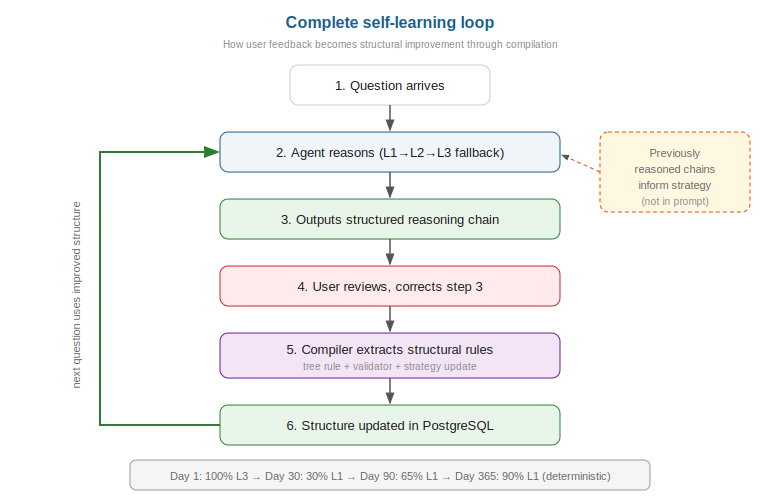 Complete self-learning loop
How user feedback becomes structural improvement through compilation
1. Question arrives
2. Agent reasons (L1→L2→L3 fallback)
Previously
reasoned chains
inform strategy
(not in prompt)
3. Outputs structured reasoning chain
4. User reviews, corrects step 3
5. Compiler extracts structural rules
tree rule + validator + strategy update
6. Structure updated in PostgreSQL
next question uses improved structure
Day 1: 100% L3 → Day 30: 30% L1 → Day 90: 65% L1 → Day 365: 90% L1 (deterministic)